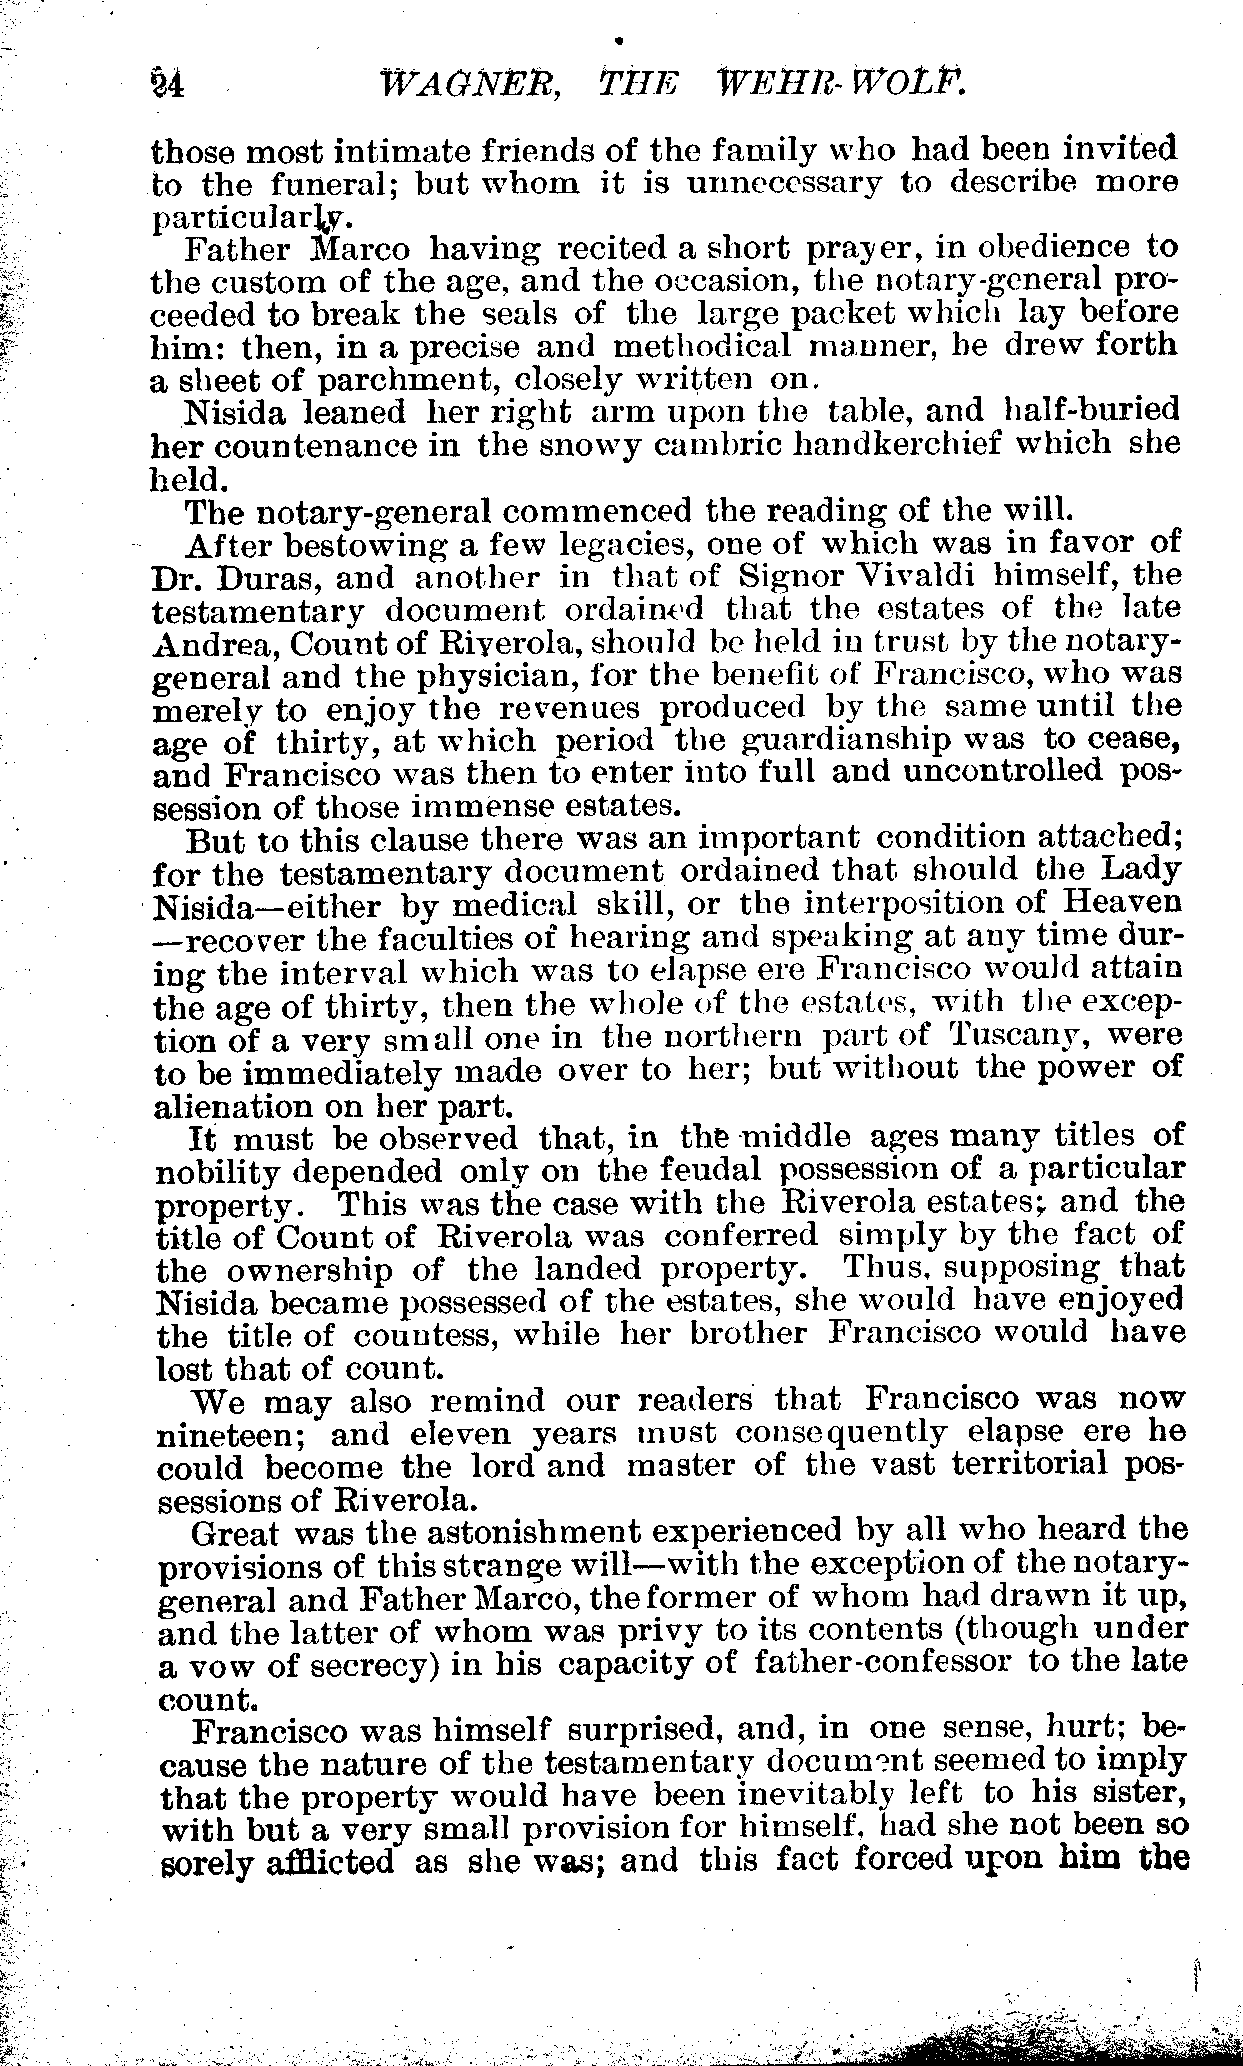 24 WAGNER, THE WEHR-WOLF.
those most intimate friends of the family who had been invited
to the funeral; but whom it is unnecessary to describe more
particularly.
Father Marco having recited a short prayer, in obedience to
the custom of the age, and the occasion, the notary-general pro-
ceeded to break the seals of the large packet which lay before
him: then, in a precise and methodical manner, he drew forth
a sheet of parchment, closely written on.
Nisida leaned her right arm upon the table, and half-buried
her countenance in the snowy cambric handkerchief which she
held.
The notary-general commenced the reading of the will.
After bestowing a few legacies, one of which was in favor of
Dr. Duras, and another in that of Signor Vivaldi himself, the
testamentary document ordained that the estates of the late
Andrea, Count of Riverola, should be held in trust by the notary-
general and the physician, for the benefit of Francisco, who was
merely to enjoy the revenues produced by the same until the
age of thirty, at which period the guardianship was to cease,
and Francisco was then to enter into full and uncontrolled pos-
session of those immense estates.
But to this clause there was an important condition attached;
for the testamentary document ordained that should the Lady
Nisida—either by medical skill, or the interposition of Heaven
—recover the faculties of hearing and speaking at any time dur-
ing the interval which was to elapse ere Francisco would attain
the age of thirty, then the whole of the estates, with the excep-
tion of a very small one in the northern part of Tuscany, were
to be immediately made over to her; but without the power of
alienation on her part.
It must be observed that, in the middle ages many titles of
nobility depended only on the feudal possession of a particular
property. This was the case with the Riverola estates; and the
title of Count of Riverola was conferred simply by the fact of
the ownership of the landed property. Thus, supposing that
Nisida became possessed of the estates, she would have enjoyed
the title of countess, while her brother Francisco would have
lost that of count.
We may also remind our readers that Francisco was now
nineteen; and eleven years must consequently elapse ere he
could become the lord and master of the vast territorial pos-
sessions of Riverola.
Great was the astonishment experienced by all who heard the
provisions of this strange will—with the exception of the notary-
general and Father Marco, the former of whom had drawn it up,
and the latter of whom was privy to its contents (though under
a vow of secrecy) in his capacity of father-confessor to the late
count.
Francisco was himself surprised, and, in one sense, hurt; be-
cause the nature of the testamentary document seemed to imply
that the property would have been inevitably left to his sister,
with but a very small provision for himself, had she not been so
sorely afflicted as she was; and this fact forced upon him the